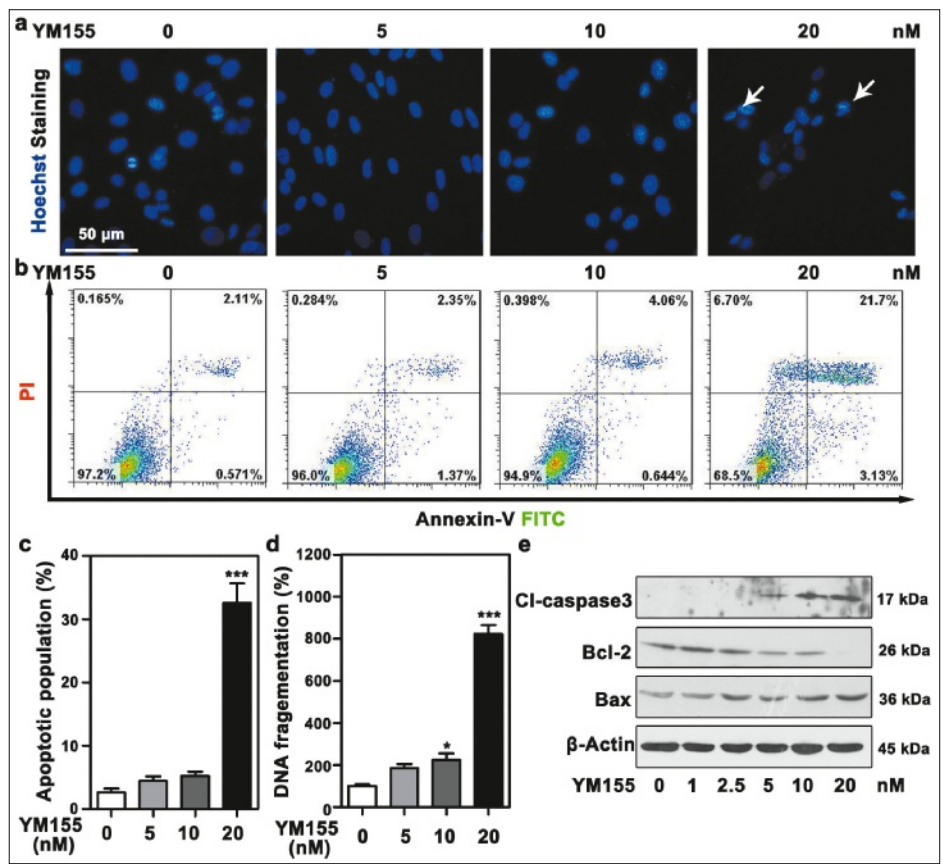 a
YM155 0 5 10 20 nM
Hoechst Staining
50 µm
b
YM155 0 5 10 20 nM
PI
0.165% 2.11% 0.284% 2.35% 0.398% 4.06% 6.70% 21.7%
97.2% 0.571% 96.0% 1.37% 94.9% 0.644% 68.5% 3.13%
Annexin-V FITC
c
Apoptotic population (%)
40
30
20
10
0
***
YM155 (nM) 0 5 10 20
d
DNA fragementation (%)
1200
1000
800
600
400
200
0
*
***
YM155 (nM) 0 5 10 20
e
Cl-caspase3 17 kDa
Bcl-2 26 kDa
Bax 36 kDa
β-Actin 45 kDa
YM155 0 1 2.5 5 10 20 nM